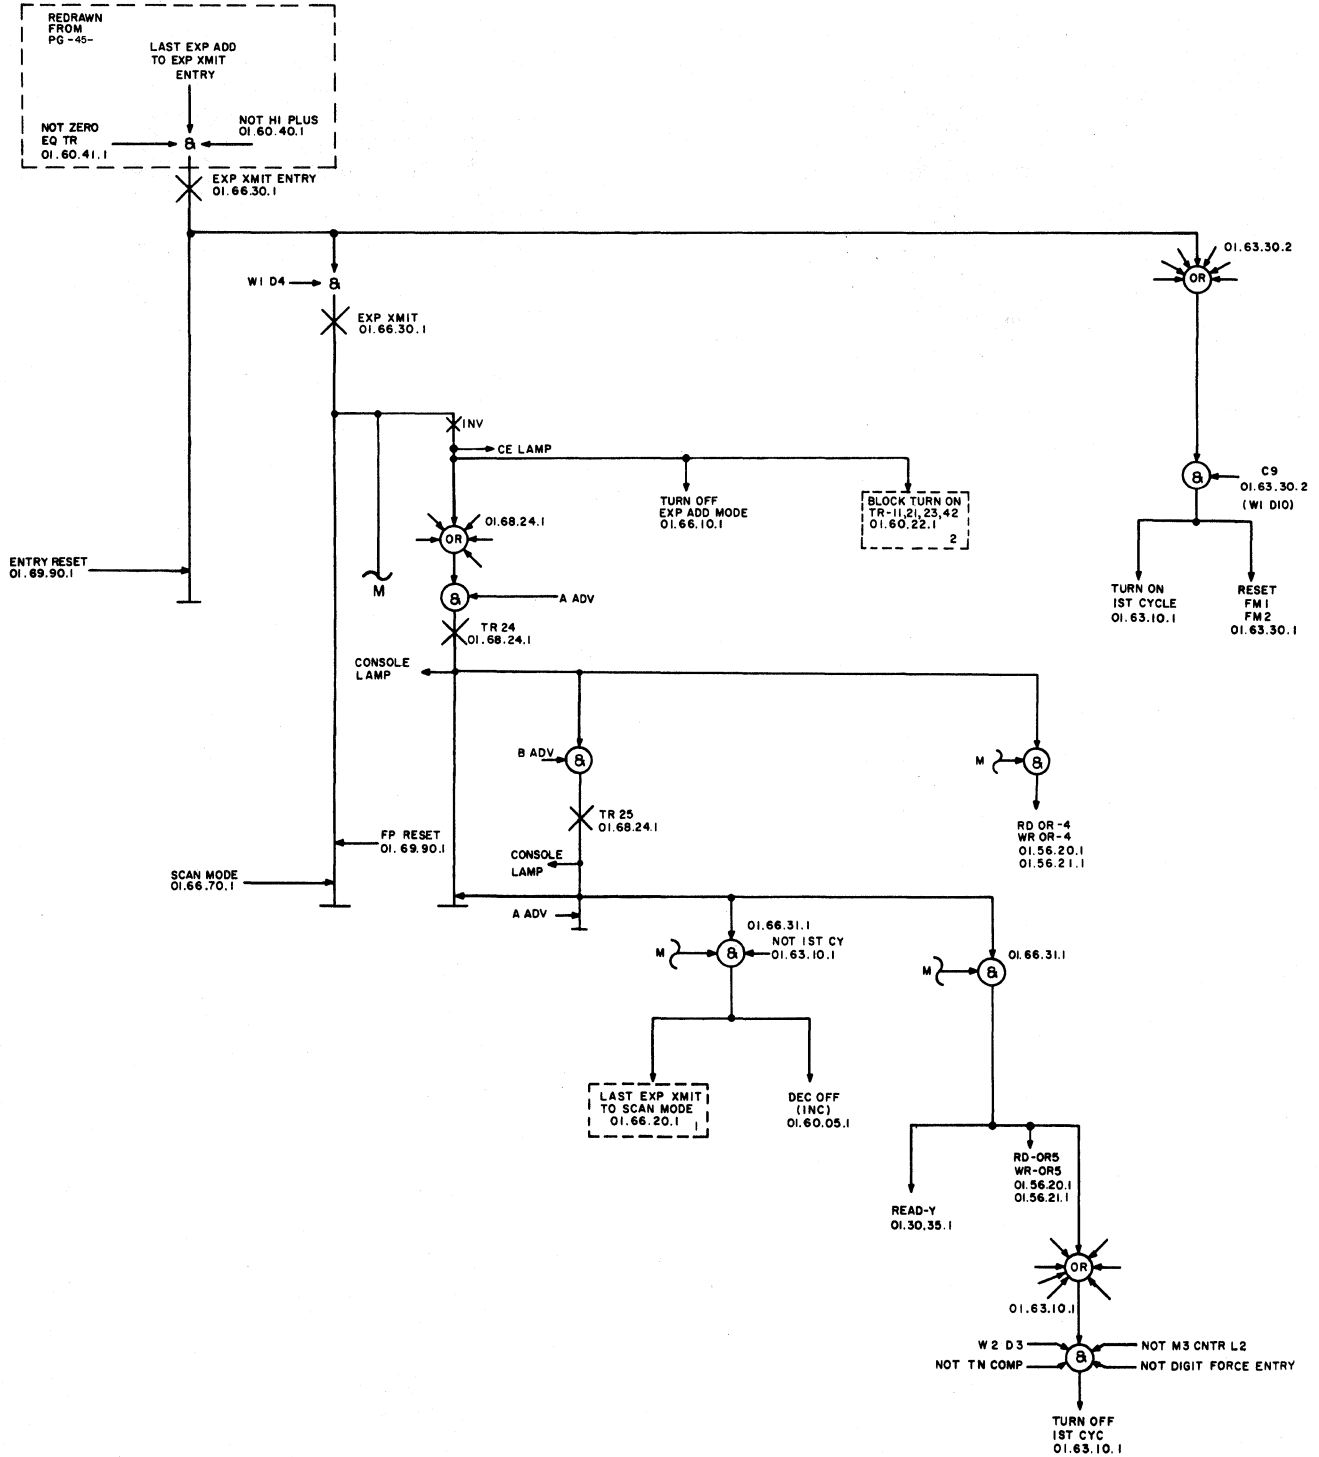 REDRAWN
FROM
PG -45-
LAST EXP ADD
TO EXP XMIT
ENTRY
NOT ZERO
EQ TR
01.60.41.1
&
NOT HI PLUS
01.60.40.1
EXP XMIT ENTRY
01.66.30.1
01.63.30.2
OR
W1 D4
&
EXP XMIT
01.66.30.1
INV
CE LAMP
TURN OFF
EXP ADD MODE
01.66.10.1
BLOCK TURN ON
TR-11,21,23,42
01.60.22.1
2
&
C9
01.63.30.2
(W1 D10)
01.68.24.1
OR
ENTRY RESET
01.69.90.1
M
&
A ADV
TURN ON
1ST CYCLE
01.63.10.1
RESET
FM1
FM2
01.63.30.1
TR 24
01.68.24.1
CONSOLE
LAMP
B ADV
&
M
&
TR 25
01.68.24.1
RD OR-4
WR OR-4
01.56.20.1
01.56.21.1
FP RESET
01.69.90.1
CONSOLE
LAMP
SCAN MODE
01.66.70.1
A ADV
01.66.31.1
M
&
NOT 1ST CY
01.63.10.1
01.66.31.1
M
&
LAST EXP XMIT
TO SCAN MODE
01.66.20.1
1
DEC OFF
(INC)
01.60.05.1
READ-Y
01.30,35.1
RD-OR5
WR-OR5
01.56.20.1
01.56.21.1
OR
01.63.10.1
W2 D3
NOT TN COMP
&
NOT M3 CNTR L2
NOT DIGIT FORCE ENTRY
TURN OFF
1ST CYC
01.63.10.1